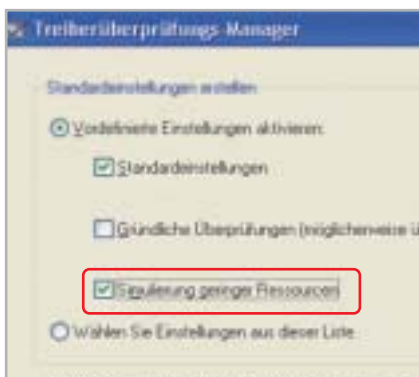 Treiberüberprüfungs-Manager
Standardeinstellungen erstellen
Vordefinierte Einstellungen aktivieren:
Standardeinstellungen
Gründliche Überprüfungen (möglicherweise ü
Simulierung geringer Ressourcen
Wählen Sie Einstellungen aus dieser Liste